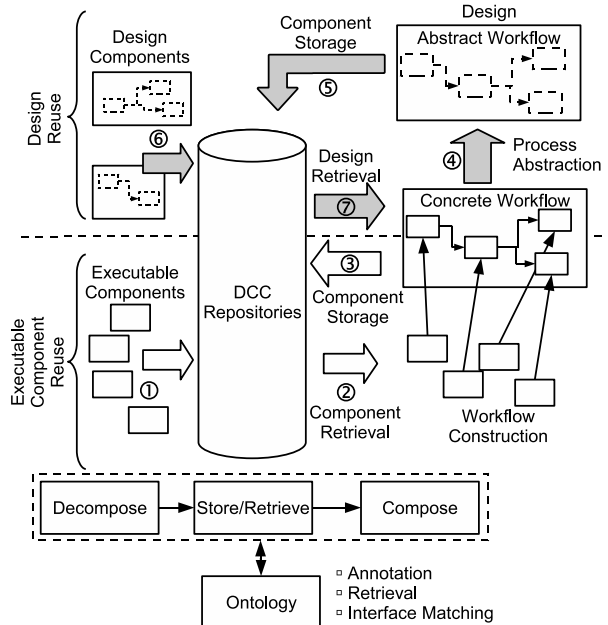 Design
Design
Components
Component
Storage
Abstract Workflow
⑤
Design
Reuse
⑥
④
Process
Abstraction
Design
Retrieval
⑦
Concrete Workflow
③
Executable
Components
DCC
Repositories
Component
Storage
Executable
Component
Reuse
①
②
Component
Retrieval
Workflow
Construction
Decompose
Store/Retrieve
Compose
Ontology
▫ Annotation
▫ Retrieval
▫ Interface Matching